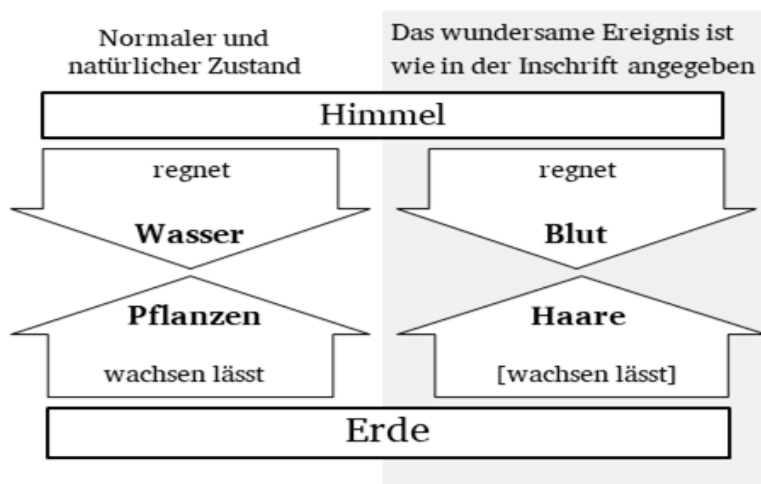 Normaler und
natürlicher Zustand
Das wundersame Ereignis ist
wie in der Inschrift angegeben
Himmel
regnet
regnet
Wasser
Blut
Pflanzen
Haare
wachsen lässt
[wachsen lässt]
Erde